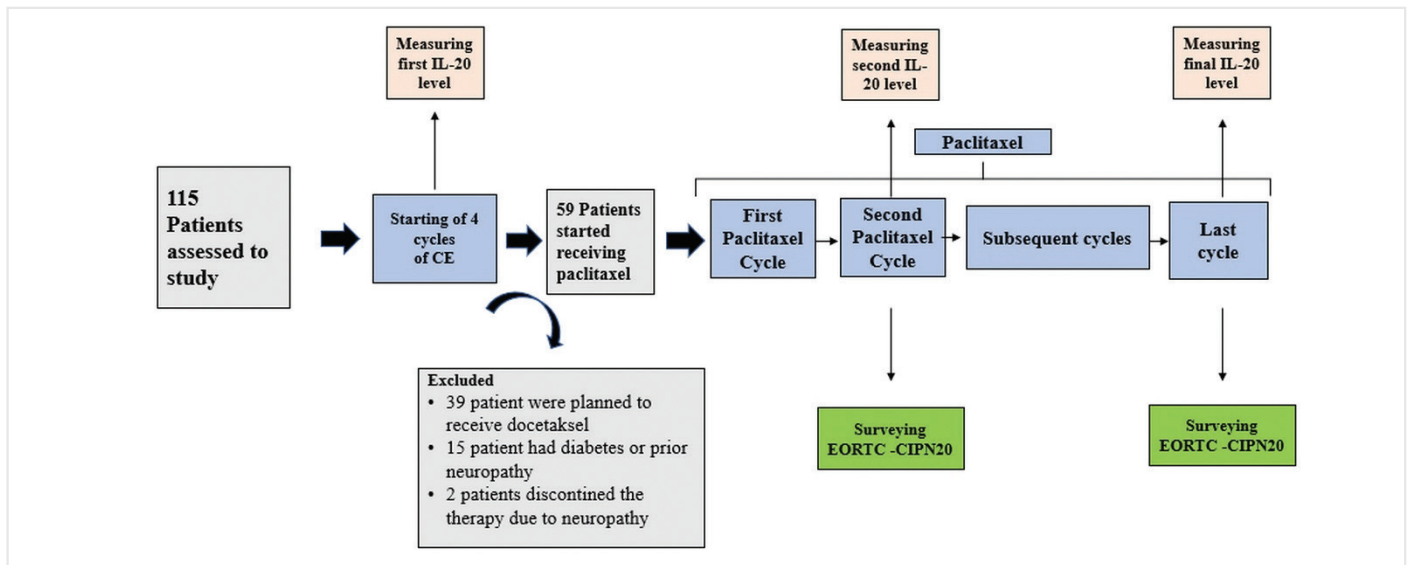 Measuring
first IL-20
level
Measuring
second IL-
20 level
Measuring
final IL-20
level
Paclitaxel
115
Patients
assessed to
study
Starting of 4
cycles
of CE
59 Patients
started
receiving
paclitaxel
First
Paclitaxel
Cycle
Second
Paclitaxel
Cycle
Subsequent cycles
Last
cycle
Excluded
• 39 patient were planned to
receive docetaksel
• 15 patient had diabetes or prior
neuropathy
• 2 patients discontined the
therapy due to neuropathy
Surveying
EORTC -CIPN20
Surveying
EORTC -CIPN20